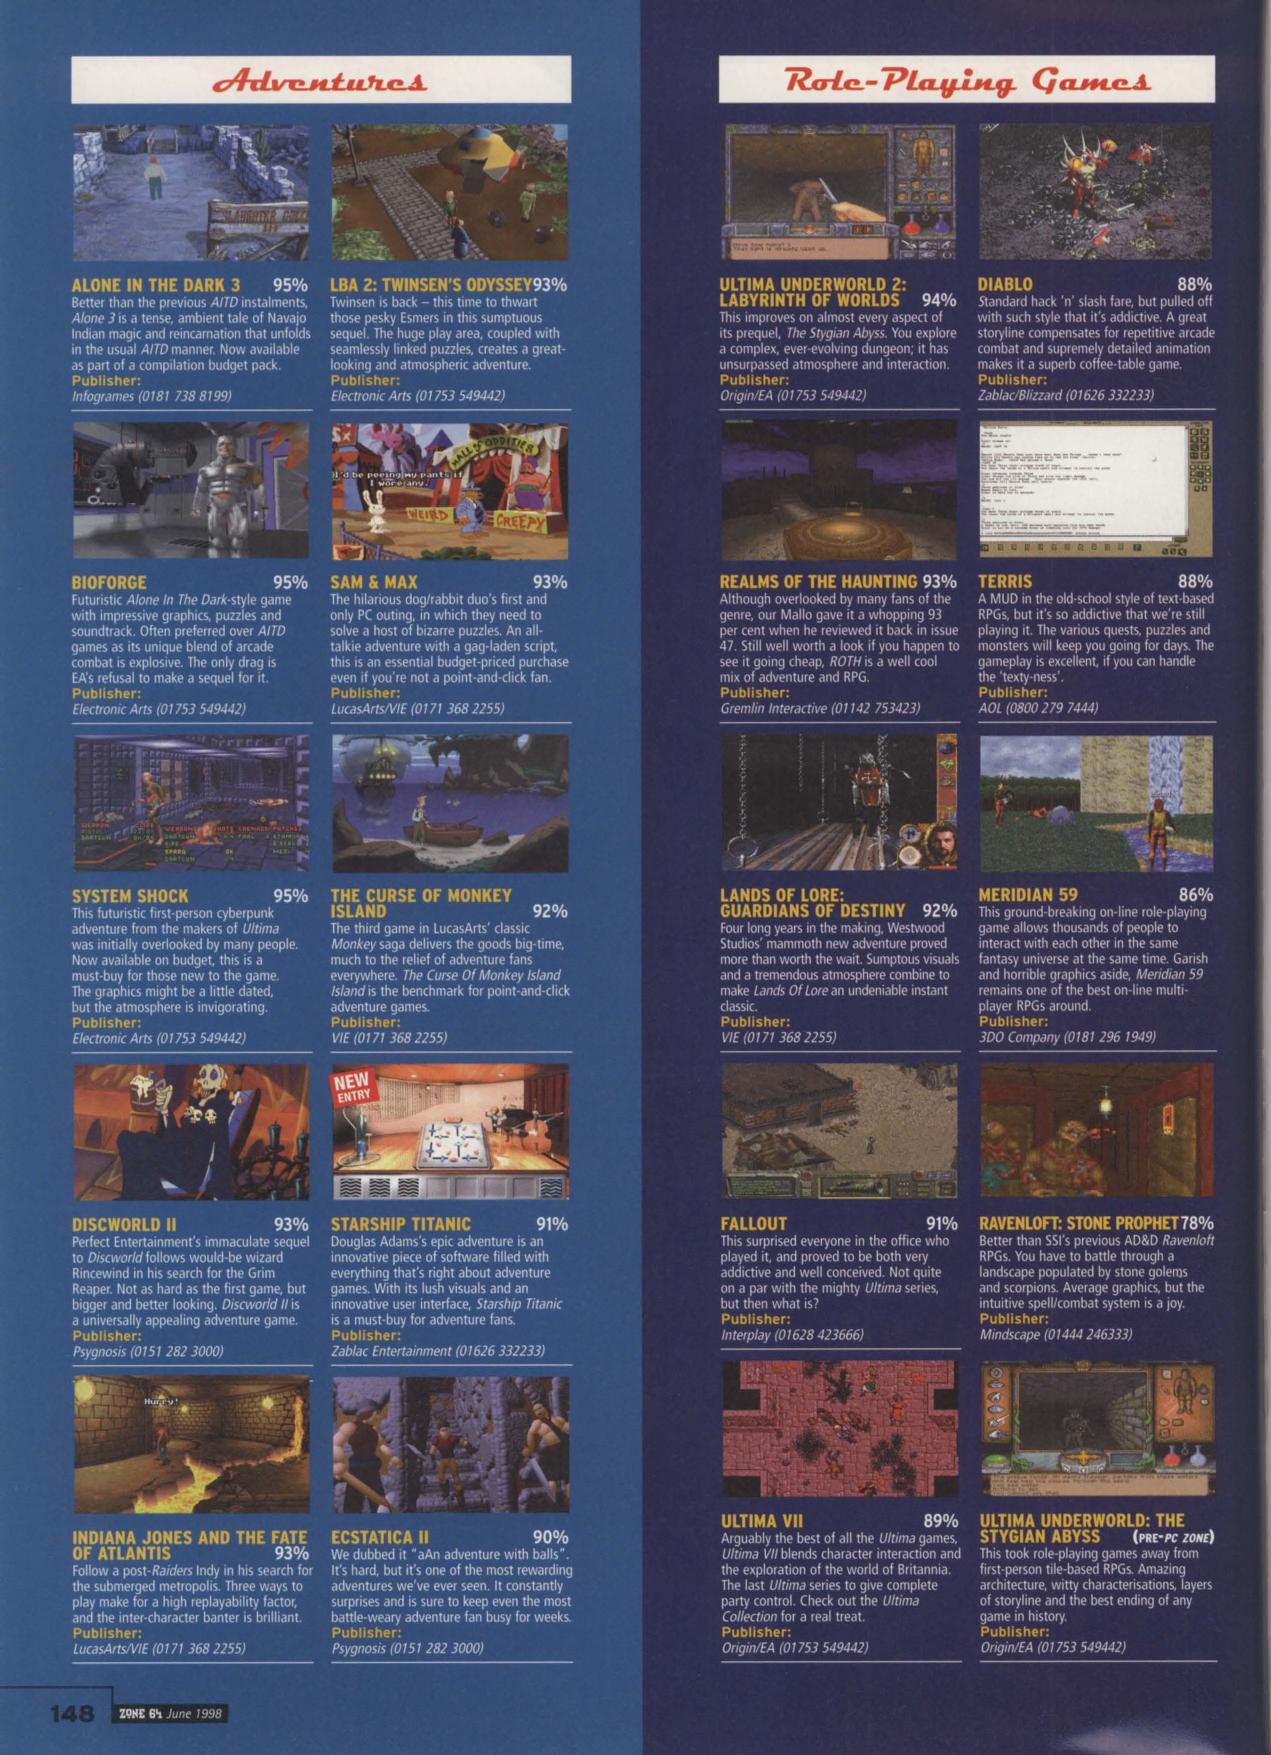 Adventures
ALONE IN THE DARK 3 95%
Better than the previous AITD instalments,
Alone 3 is a tense, ambient tale of Navajo
Indian magic and reincarnation that unfolds
in the usual AITD manner. Now available
as part of a compilation budget pack.
Publisher:
Infogrames (0181 738 8199)
BIOFORGE 95%
Futuristic Alone In The Dark-style game
with impressive graphics, puzzles and
soundtrack. Often preferred over AITD
games as its unique blend of arcade
combat is explosive. The only drag is
EA's refusal to make a sequel for it.
Publisher:
Electronic Arts (01753 549442)
SYSTEM SHOCK 95%
This futuristic first-person cyberpunk
adventure from the makers of Ultima
was initially overlooked by many people.
Now available on budget, this is a
must-buy for those new to the game.
The graphics might be a little dated,
but the atmosphere is invigorating.
Publisher:
Electronic Arts (01753 549442)
DISCWORLD II 93%
Perfect Entertainment's immaculate sequel
to Discworld follows would-be wizard
Rincewind in his search for the Grim
Reaper. Not as hard as the first game, but
bigger and better looking. Discworld II is
a universally appealing adventure game.
Publisher:
Psygnosis (0151 282 3000)
Hurry!
INDIANA JONES AND THE FATE
OF ATLANTIS 93%
Follow a post-Raiders Indy in his search for
the submerged metropolis. Three ways to
play make for a high replayability factor,
and the inter-character banter is brilliant.
Publisher:
LucasArts/VIE (0171 368 2255)
LBA 2: TWINSEN'S ODYSSEY 93%
Twinsen is back – this time to thwart
those pesky Esmers in this sumptuous
sequel. The huge play area, coupled with
seamlessly linked puzzles, creates a great-
looking and atmospheric adventure.
Publisher:
Electronic Arts (01753 549442)
I'd be peeing my pants if
I wore any.
HALL OF ODDITIES
WEIRD
CREEPY
SAM & MAX 93%
The hilarious dog/rabbit duo's first and
only PC outing, in which they need to
solve a host of bizarre puzzles. An all-
talkie adventure with a gag-laden script,
this is an essential budget-priced purchase
even if you're not a point-and-click fan.
Publisher:
LucasArts/VIE (0171 368 2255)
THE CURSE OF MONKEY
ISLAND 92%
The third game in LucasArts' classic
Monkey saga delivers the goods big-time,
much to the relief of adventure fans
everywhere. The Curse Of Monkey Island
Island is the benchmark for point-and-click
adventure games.
Publisher:
VIE (0171 368 2255)
NEW
ENTRY
STARSHIP TITANIC 91%
Douglas Adams's epic adventure is an
innovative piece of software filled with
everything that's right about adventure
games. With its lush visuals and an
innovative user interface, Starship Titanic
is a must-buy for adventure fans.
Publisher:
Zablac Entertainment (01626 332233)
ECSTATICA II 90%
We dubbed it "aAn adventure with balls".
It's hard, but it's one of the most rewarding
adventures we've ever seen. It constantly
surprises and is sure to keep even the most
battle-weary adventure fan busy for weeks.
Publisher:
Psygnosis (0151 282 3000)
Role-Playing Games
ULTIMA UNDERWORLD 2:
LABYRINTH OF WORLDS 94%
This improves on almost every aspect of
its prequel, The Stygian Abyss. You explore
a complex, ever-evolving dungeon; it has
unsurpassed atmosphere and interaction.
Publisher:
Origin/EA (01753 549442)
REALMS OF THE HAUNTING 93%
Although overlooked by many fans of the
genre, our Mallo gave it a whopping 93
per cent when he reviewed it back in issue
47. Still well worth a look if you happen to
see it going cheap, ROTH is a well cool
mix of adventure and RPG.
Publisher:
Gremlin Interactive (01142 753423)
LANDS OF LORE:
GUARDIANS OF DESTINY 92%
Four long years in the making, Westwood
Studios' mammoth new adventure proved
more than worth the wait. Sumptous visuals
and a tremendous atmosphere combine to
make Lands Of Lore an undeniable instant
classic.
Publisher:
VIE (0171 368 2255)
FALLOUT 91%
This surprised everyone in the office who
played it, and proved to be both very
addictive and well conceived. Not quite
on a par with the mighty Ultima series,
but then what is?
Publisher:
Interplay (01628 423666)
ULTIMA VII 89%
Arguably the best of all the Ultima games,
Ultima VII blends character interaction and
the exploration of the world of Britannia.
The last Ultima series to give complete
party control. Check out the Ultima
Collection for a real treat.
Publisher:
Origin/EA (01753 549442)
DIABLO 88%
Standard hack 'n' slash fare, but pulled off
with such style that it's addictive. A great
storyline compensates for repetitive arcade
combat and supremely detailed animation
makes it a superb coffee-table game.
Publisher:
Zablac/Blizzard (01626 332233)
TERRIS 88%
A MUD in the old-school style of text-based
RPGs, but it's so addictive that we're still
playing it. The various quests, puzzles and
monsters will keep you going for days. The
gameplay is excellent, if you can handle
the 'texty-ness'.
Publisher:
AOL (0800 279 7444)
MERIDIAN 59 86%
This ground-breaking on-line role-playing
game allows thousands of people to
interact with each other in the same
fantasy universe at the same time. Garish
and horrible graphics aside, Meridian 59
remains one of the best on-line multi-
player RPGs around.
Publisher:
3DO Company (0181 296 1949)
RAVENLOFT: STONE PROPHET 78%
Better than SSI's previous AD&D Ravenloft
RPGs. You have to battle through a
landscape populated by stone golems
and scorpions. Average graphics, but the
intuitive spell/combat system is a joy.
Publisher:
Mindscape (01444 246333)
ULTIMA UNDERWORLD: THE
STYGIAN ABYSS (PRE-PC ZONE)
This took role-playing games away from
first-person tile-based RPGs. Amazing
architecture, witty characterisations, layers
of storyline and the best ending of any
game in history.
Publisher:
Origin/EA (01753 549442)
148 ZONE 64 June 1998